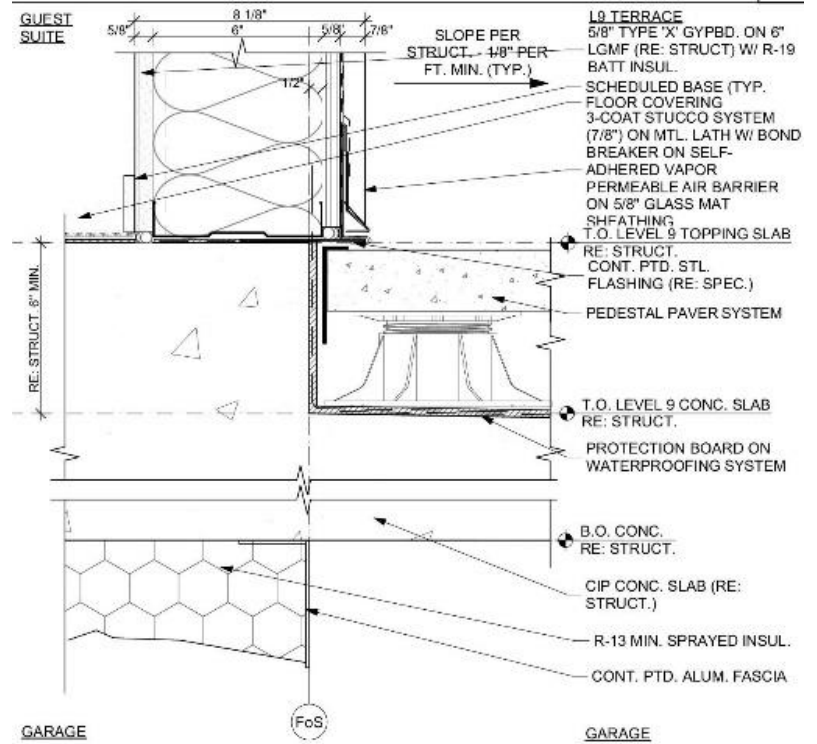 GUEST
SUITE
8 1/8"
5/8"
6"
5/8"
7/8"
1/2"
SLOPE PER
STRUCT. - 1/8" PER
FT. MIN. (TYP.)
L9 TERRACE
5/8" TYPE 'X' GYPBD. ON 6"
LGMF (RE: STRUCT) W/ R-19
BATT INSUL.
SCHEDULED BASE (TYP.
FLOOR COVERING
3-COAT STUCCO SYSTEM
(7/8") ON MTL. LATH W/ BOND
BREAKER ON SELF-
ADHERED VAPOR
PERMEABLE AIR BARRIER
ON 5/8" GLASS MAT
SHEATHING
T.O. LEVEL 9 TOPPING SLAB
RE: STRUCT.
CONT. PTD. STL.
FLASHING (RE: SPEC.)
PEDESTAL PAVER SYSTEM
RE: STRUCT. 6" MIN.
T.O. LEVEL 9 CONC. SLAB
RE: STRUCT.
PROTECTION BOARD ON
WATERPROOFING SYSTEM
B.O. CONC.
RE: STRUCT.
CIP CONC. SLAB (RE:
STRUCT.)
R-13 MIN. SPRAYED INSUL.
CONT. PTD. ALUM. FASCIA
FoS
GARAGE
GARAGE